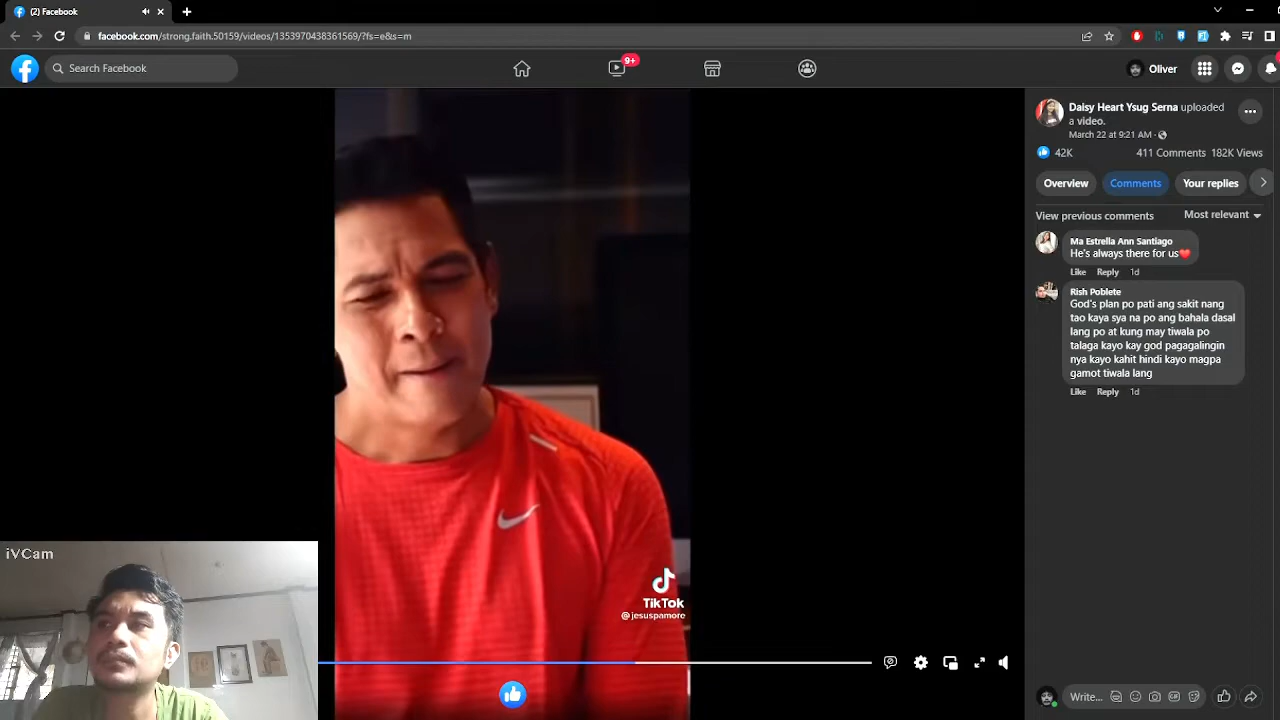 (2) Facebook
facebook.com/strong.faith.50159/videos/1353970438361569/?fs=e&s=m
Search Facebook
9+
Oliver
Daisy Heart Ysug Serna uploaded
a video.
March 22 at 9:21 AM ·
42K
411 Comments 182K Views
Overview
Comments
Your replies
View previous comments
Most relevant
Ma Estrella Ann Santiago
He's always there for us
Like Reply 1d
Rish Poblete
God's plan po pati ang sakit nang
tao kaya sya na po ang bahala dasal
lang po at kung may tiwala po
talaga kayo kay god pagagalingin
nya kayo kahit hindi kayo magpa
gamot tiwala lang
Like Reply 1d
iVCam
TikTok
@jesuspamore
Write...
GIF